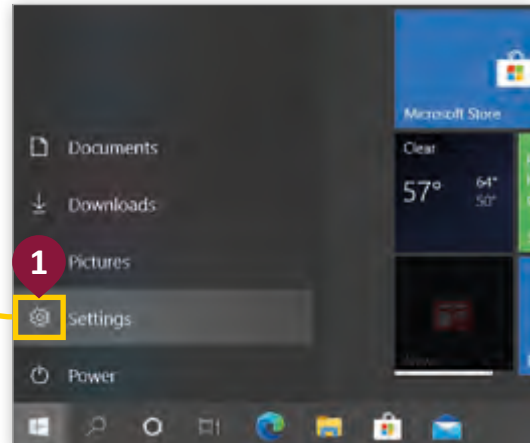 Microsoft Store
Documents
Clear
57°
64°
50°
Downloads
1
Pictures
Settings
Power